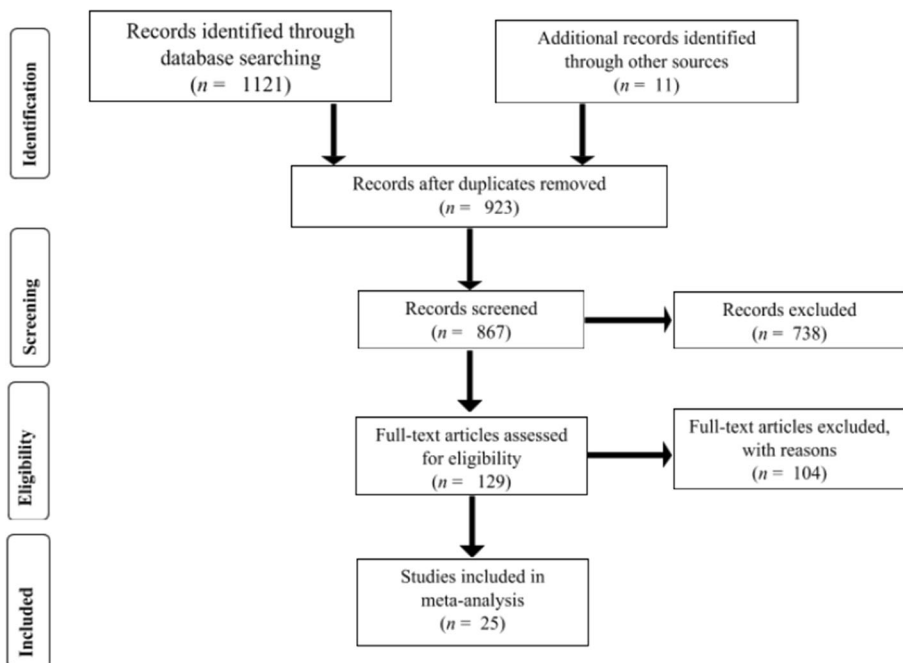 Identification
Records identified through
database searching
(n = 1121)
Additional records identified
through other sources
(n = 11)
Records after duplicates removed
(n = 923)
Screening
Records screened
(n = 867)
Records excluded
(n = 738)
Eligibility
Full-text articles assessed
for eligibility
(n = 129)
Full-text articles excluded,
with reasons
(n = 104)
Included
Studies included in
meta-analysis
(n = 25)